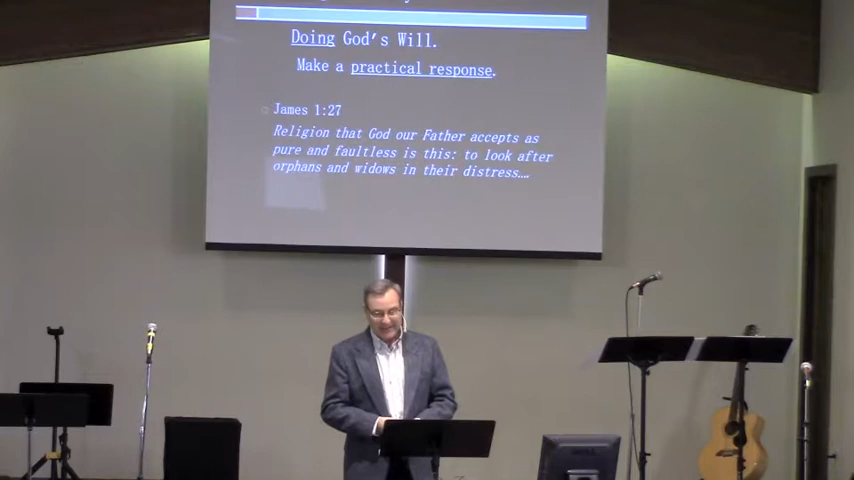 Doing God's Will.
Make a practical response.
James 1:27
Religion that God our Father accepts as
pure and faultless is this: to look after
orphans and widows in their distress….